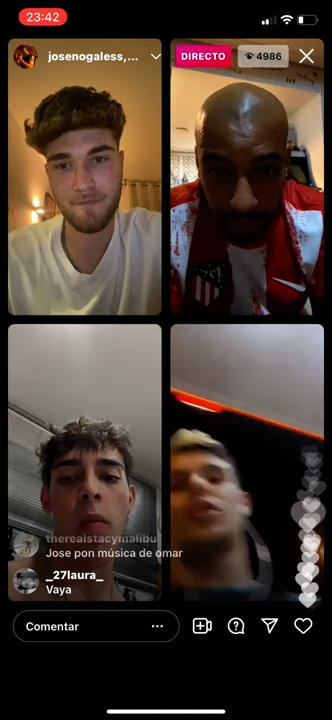 23:42
josenogaless,...
DIRECTO
4986
therealstacymalibu
Jose pon música de omar
_27laura_
Vaya
Comentar